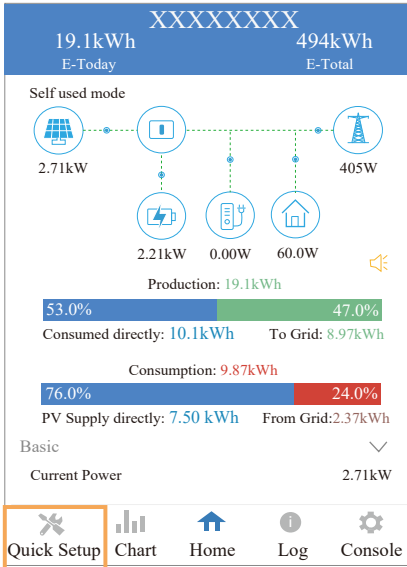 XXXXXXXX
19.1kWh 494kWh
E-Today E-Total
Self used mode
2.71kW 405W
2.21kW 0.00W 60.0W
Production: 19.1kWh
53.0% 47.0%
Consumed directly: 10.1kWh To Grid: 8.97kWh
Consumption: 9.87kWh
76.0% 24.0%
PV Supply directly: 7.50 kWh From Grid:2.37kWh
Basic
Current Power 2.71kW
Quick Setup Chart Home Log Console